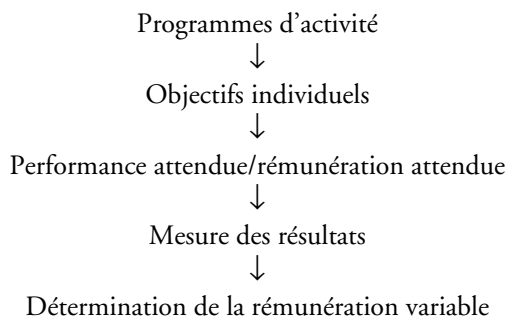 Programmes d’activité
↓
Objectifs individuels
↓
Performance attendue/rémunération attendue
↓
Mesure des résultats
↓
Détermination de la rémunération variable